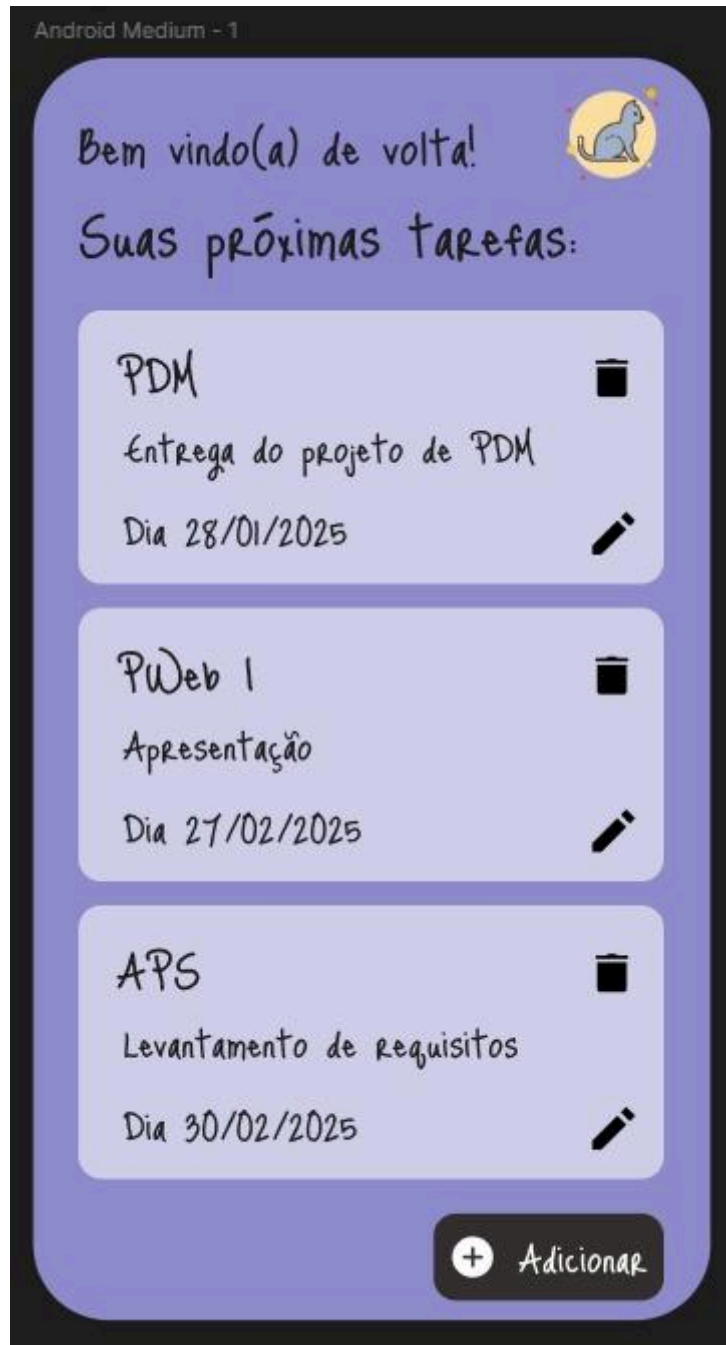 Android Medium - 1
Bem vindo(a) de volta!
Suas próximas tarefas:
PDM
Entrega do projeto de PDM
Dia 28/01/2025
PWeb 1
Apresentação
Dia 27/02/2025
APS
Levantamento de requisitos
Dia 30/02/2025
Adicionar